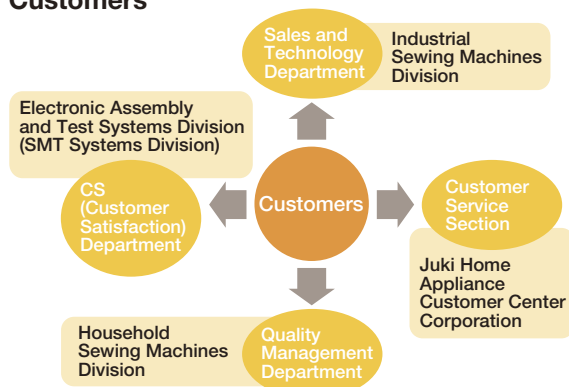 Customers
Sales and
Technology
Department
Industrial
Sewing Machines
Division
Electronic Assembly
and Test Systems Division
(SMT Systems Division)
CS
(Customer
Satisfaction)
Department
Customers
Customer
Service
Section
Juki Home
Appliance
Customer Center
Corporation
Household
Sewing Machines
Division
Quality
Management
Department